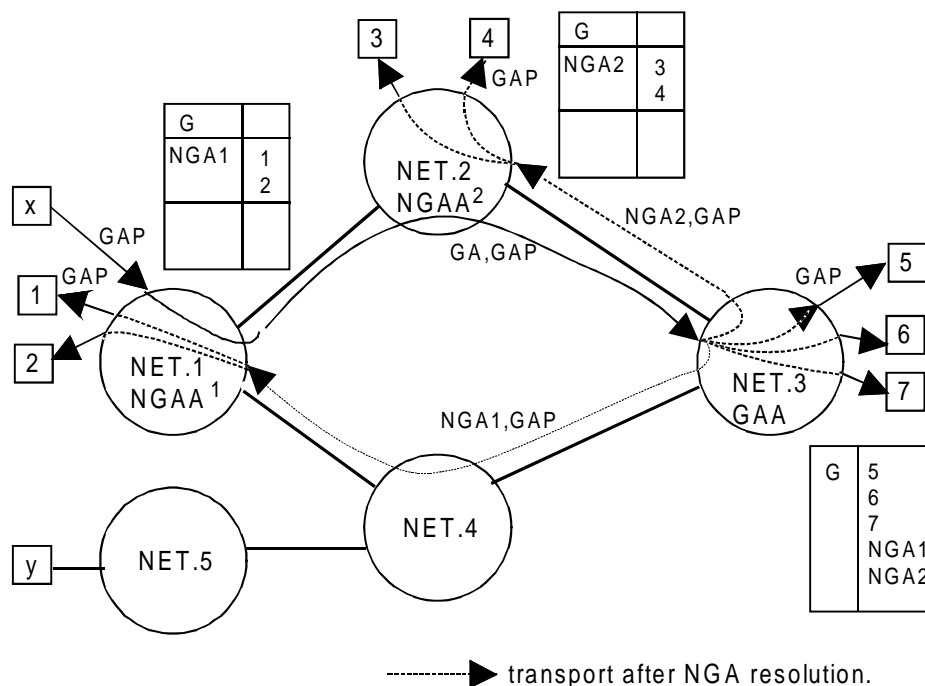 3
4
G
NGA2 3
4
GAP
G
NGA1 1
2
NET.2
NGAA2
x
GAP
NGA2,GAP
GA,GAP
GAP
1
2
GAP
5
6
7
NET.1
NGAA1
NET.3
GAA
NGA1,GAP
NET.4
G 5
6
7
NGA1
NGA2
y
NET.5
transport after NGA resolution.